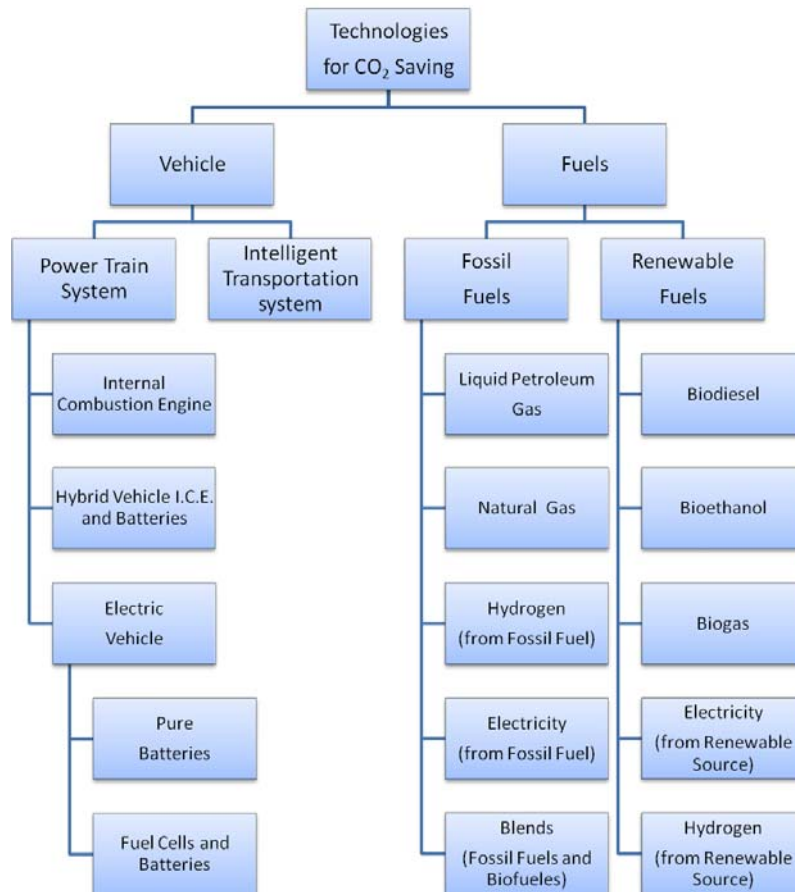 Technologies
for CO₂ Saving
Vehicle
Fuels
Power Train
System
Intelligent
Transportation
system
Fossil
Fuels
Renewable
Fuels
Internal
Combustion Engine
Hybrid Vehicle I.C.E.
and Batteries
Electric
Vehicle
Pure
Batteries
Fuel Cells and
Batteries
Liquid Petroleum
Gas
Natural Gas
Hydrogen
(from Fossil Fuel)
Electricity
(from Fossil Fuel)
Blends
(Fossil Fuels and
Biofueles)
Biodiesel
Bioethanol
Biogas
Electricity
(from Renewable
Source)
Hydrogen
(from Renewable
Source)